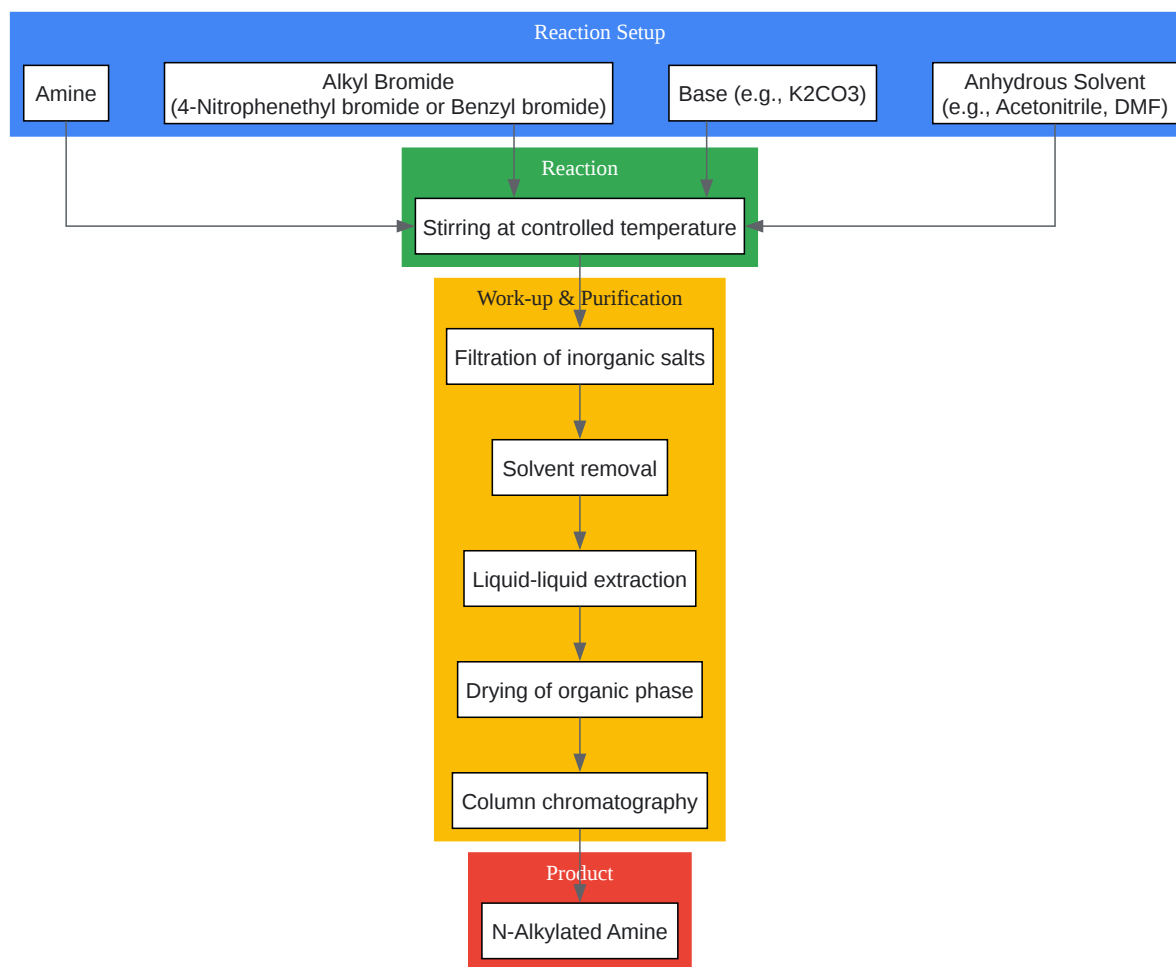 Reaction Setup
Amine
Alkyl Bromide
(4-Nitrophenethyl bromide or Benzyl bromide)
Base (e.g., K2CO3)
Anhydrous Solvent
(e.g., Acetonitrile, DMF)
Reaction
Stirring at controlled temperature
Work-up & Purification
Filtration of inorganic salts
Solvent removal
Liquid-liquid extraction
Drying of organic phase
Column chromatography
Product
N-Alkylated Amine